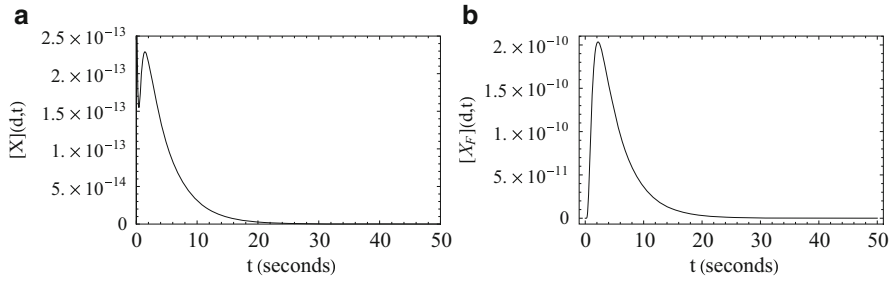 a
[X](d,t)
2.5 × 10⁻¹³
2. × 10⁻¹³
1.5 × 10⁻¹³
1. × 10⁻¹³
5. × 10⁻¹⁴
0
0 10 20 30 40 50
t (seconds)
b
[X_F](d,t)
2. × 10⁻¹⁰
1.5 × 10⁻¹⁰
1. × 10⁻¹⁰
5. × 10⁻¹¹
0
0 10 20 30 40 50
t (seconds)